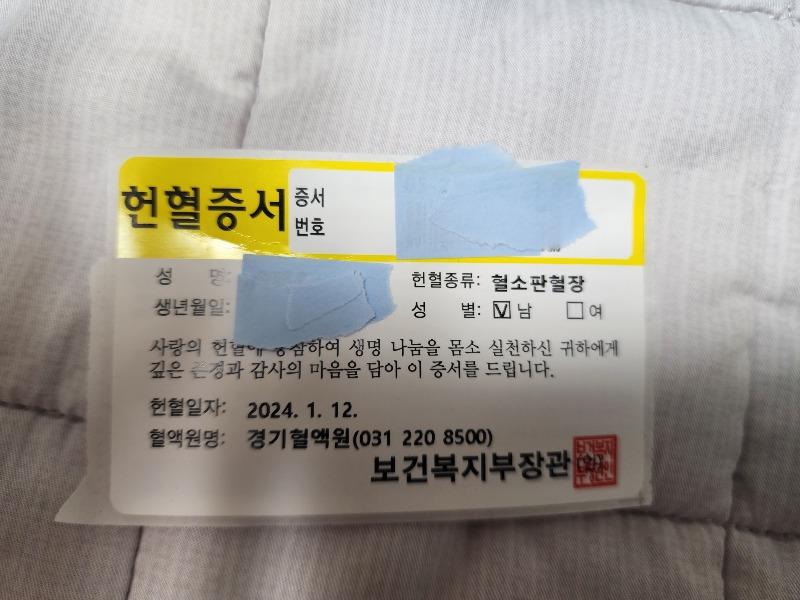 헌혈증서 증서
번호
성 명:
헌혈종류: 혈소판혈장
생년월일:
성 별: ☑남 ☐여
사랑의 헌혈에 동참하여 생명 나눔을 몸소 실천하신 귀하에게
깊은 존경과 감사의 마음을 담아 이 증서를 드립니다.
헌혈일자: 2024. 1. 12.
혈액원명: 경기혈액원(031 220 8500)
보건복지부장관